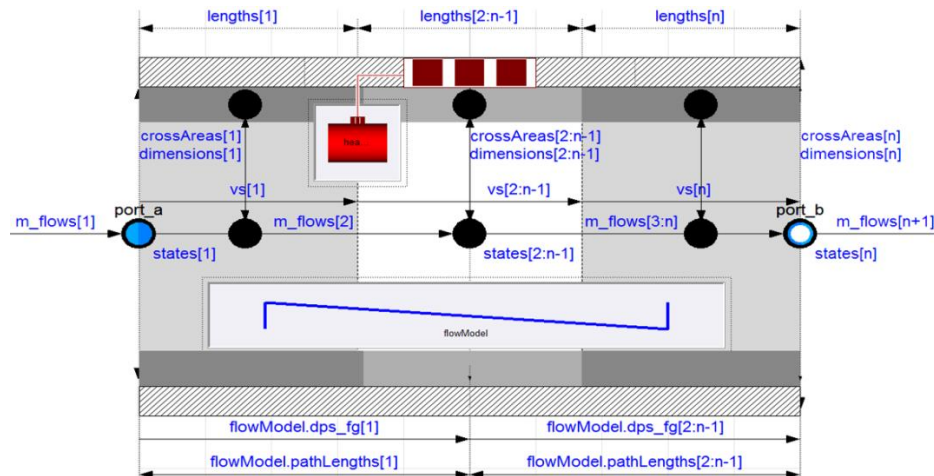 lengths[1]
lengths[2:n-1]
lengths[n]
crossAreas[1]
dimensions[1]
crossAreas[2:n-1]
dimensions[2:n-1]
crossAreas[n]
dimensions[n]
hea...
vs[1]
vs[2:n-1]
vs[n]
m_flows[1]
port_a
m_flows[2]
m_flows[3:n]
port_b
m_flows[n+1]
states[1]
states[2:n-1]
states[n]
flowModel
flowModel.dps_fg[1]
flowModel.dps_fg[2:n-1]
flowModel.pathLengths[1]
flowModel.pathLengths[2:n-1]